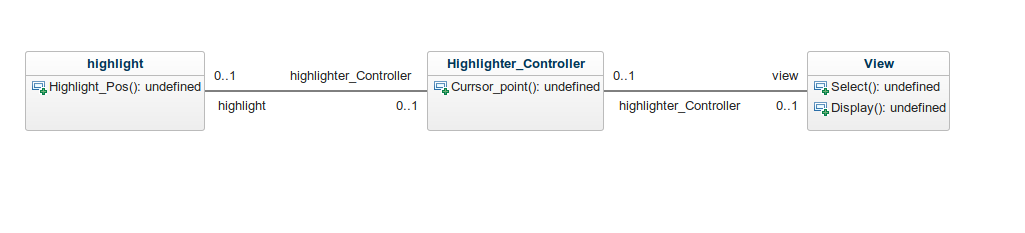 highlight
Highlight_Pos(): undefined
0..1
highlighter_Controller
highlight
0..1
Highlighter_Controller
Currsor_point(): undefined
0..1
view
highlighter_Controller
0..1
View
Select(): undefined
Display(): undefined